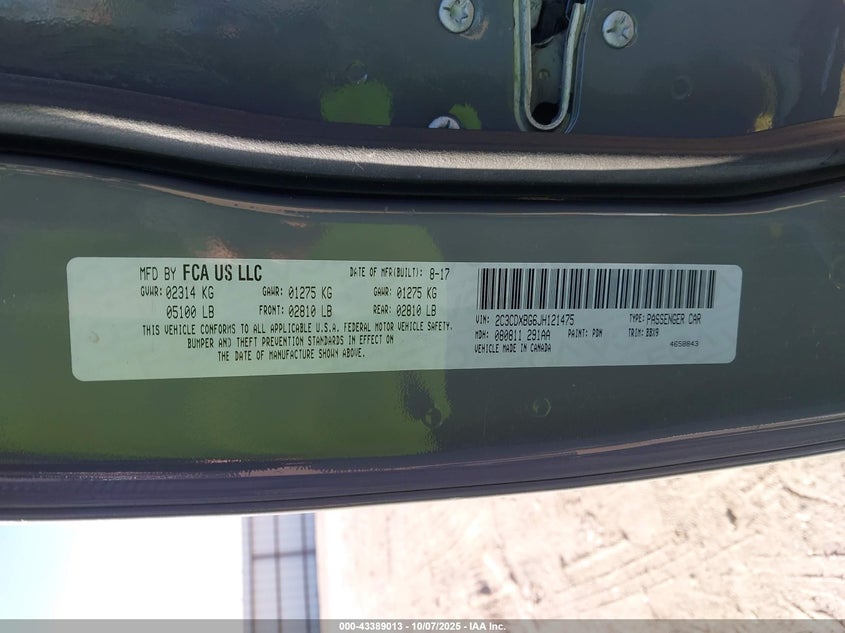 MFD BY FCA US LLC DATE OF MFR(BUILT): 8-17
GVWR: 02314 KG GAWR: 01275 KG GAWR: 01275 KG
05100 LB FRONT: 02810 LB REAR: 02810 LB
THIS VEHICLE CONFORMS TO ALL APPLICABLE U.S.A. FEDERAL MOTOR VEHICLE SAFETY,
BUMPER AND THEFT PREVENTION STANDARDS IN EFFECT ON
THE DATE OF MANUFACTURE SHOWN ABOVE.
VIN: 2C3CDXBG6JH121475 TYPE: PASSENGER CAR
MDH: 080811 291AA PAINT: PDN TRIM: BBX9
VEHICLE MADE IN CANADA 4658843
000-43389013 - 10/07/2025 - IAA Inc.